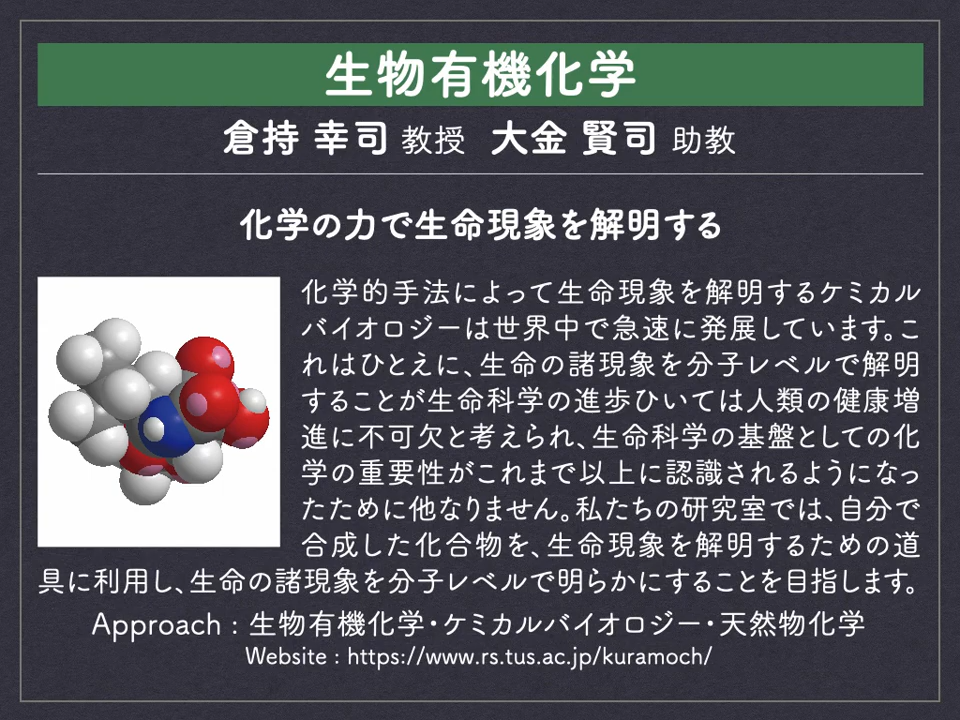 生物有機化学
倉持 幸司 教授 大金 賢司 助教
化学の力で生命現象を解明する
化学的手法によって生命現象を解明するケミカル
バイオロジーは世界中で急速に発展しています。こ
れはひとえに、生命の諸現象を分子レベルで解明
することが生命科学の進歩ひいては人類の健康増
進に不可欠と考えられ、生命科学の基盤としての化
学の重要性がこれまで以上に認識されるようになっ
たために他なりません。私たちの研究室では、自分で
合成した化合物を、生命現象を解明するための道
具に利用し、生命の諸現象を分子レベルで明らかにすることを目指します。
Approach : 生物有機化学・ケミカルバイオロジー・天然物化学
Website : https://www.rs.tus.ac.jp/kuramoch/